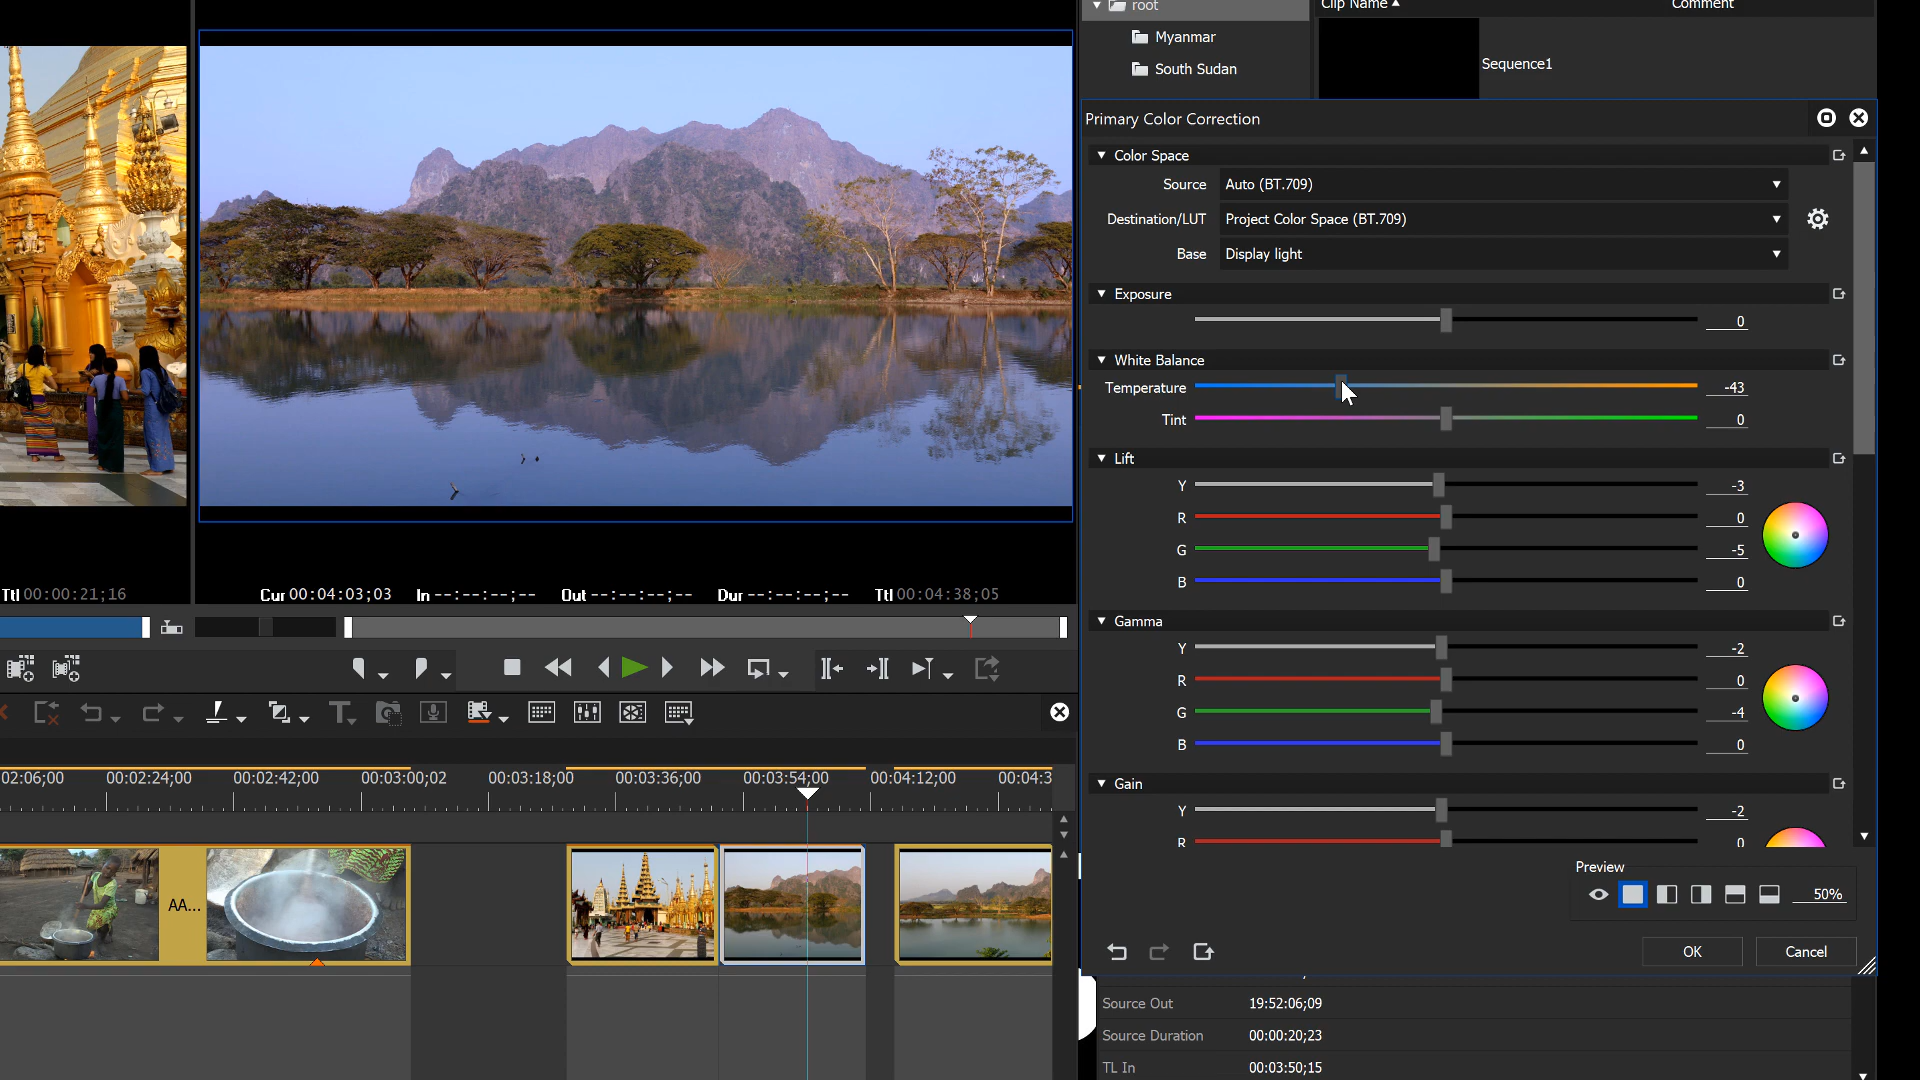 root
Myanmar
South Sudan
Clip Name
Comment
Sequence1
Primary Color Correction
Color Space
Source Auto (BT.709)
Destination/LUT Project Color Space (BT.709)
Base Display light
Exposure
0
White Balance
Temperature -43
Tint 0
Lift
Y -3
R 0
G -5
B 0
Gamma
Y -2
R 0
G -4
B 0
Gain
Y -2
R 0
Preview
50%
OK Cancel
Source Out 19:52:06;09
Source Duration 00:00:20;23
TL In 00:03:50;15
Ttl 00:00:21;16
Cur 00:04:03;03 In --:--:--;-- Out --:--:--;-- Dur --:--:--;-- Ttl 00:04:38;05
02:06;00 00:02:24;00 00:02:42;00 00:03:00;02 00:03:18;00 00:03:36;00 00:03:54;00 00:04:12;00 00:04:3
AA...